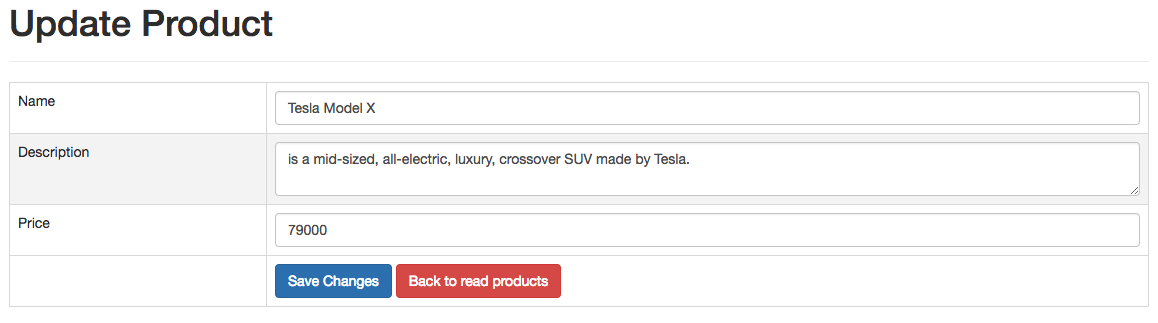 Update Product
Name
Tesla Model X
Description
is a mid-sized, all-electric, luxury, crossover SUV made by Tesla.
Price
79000
Save Changes Back to read products